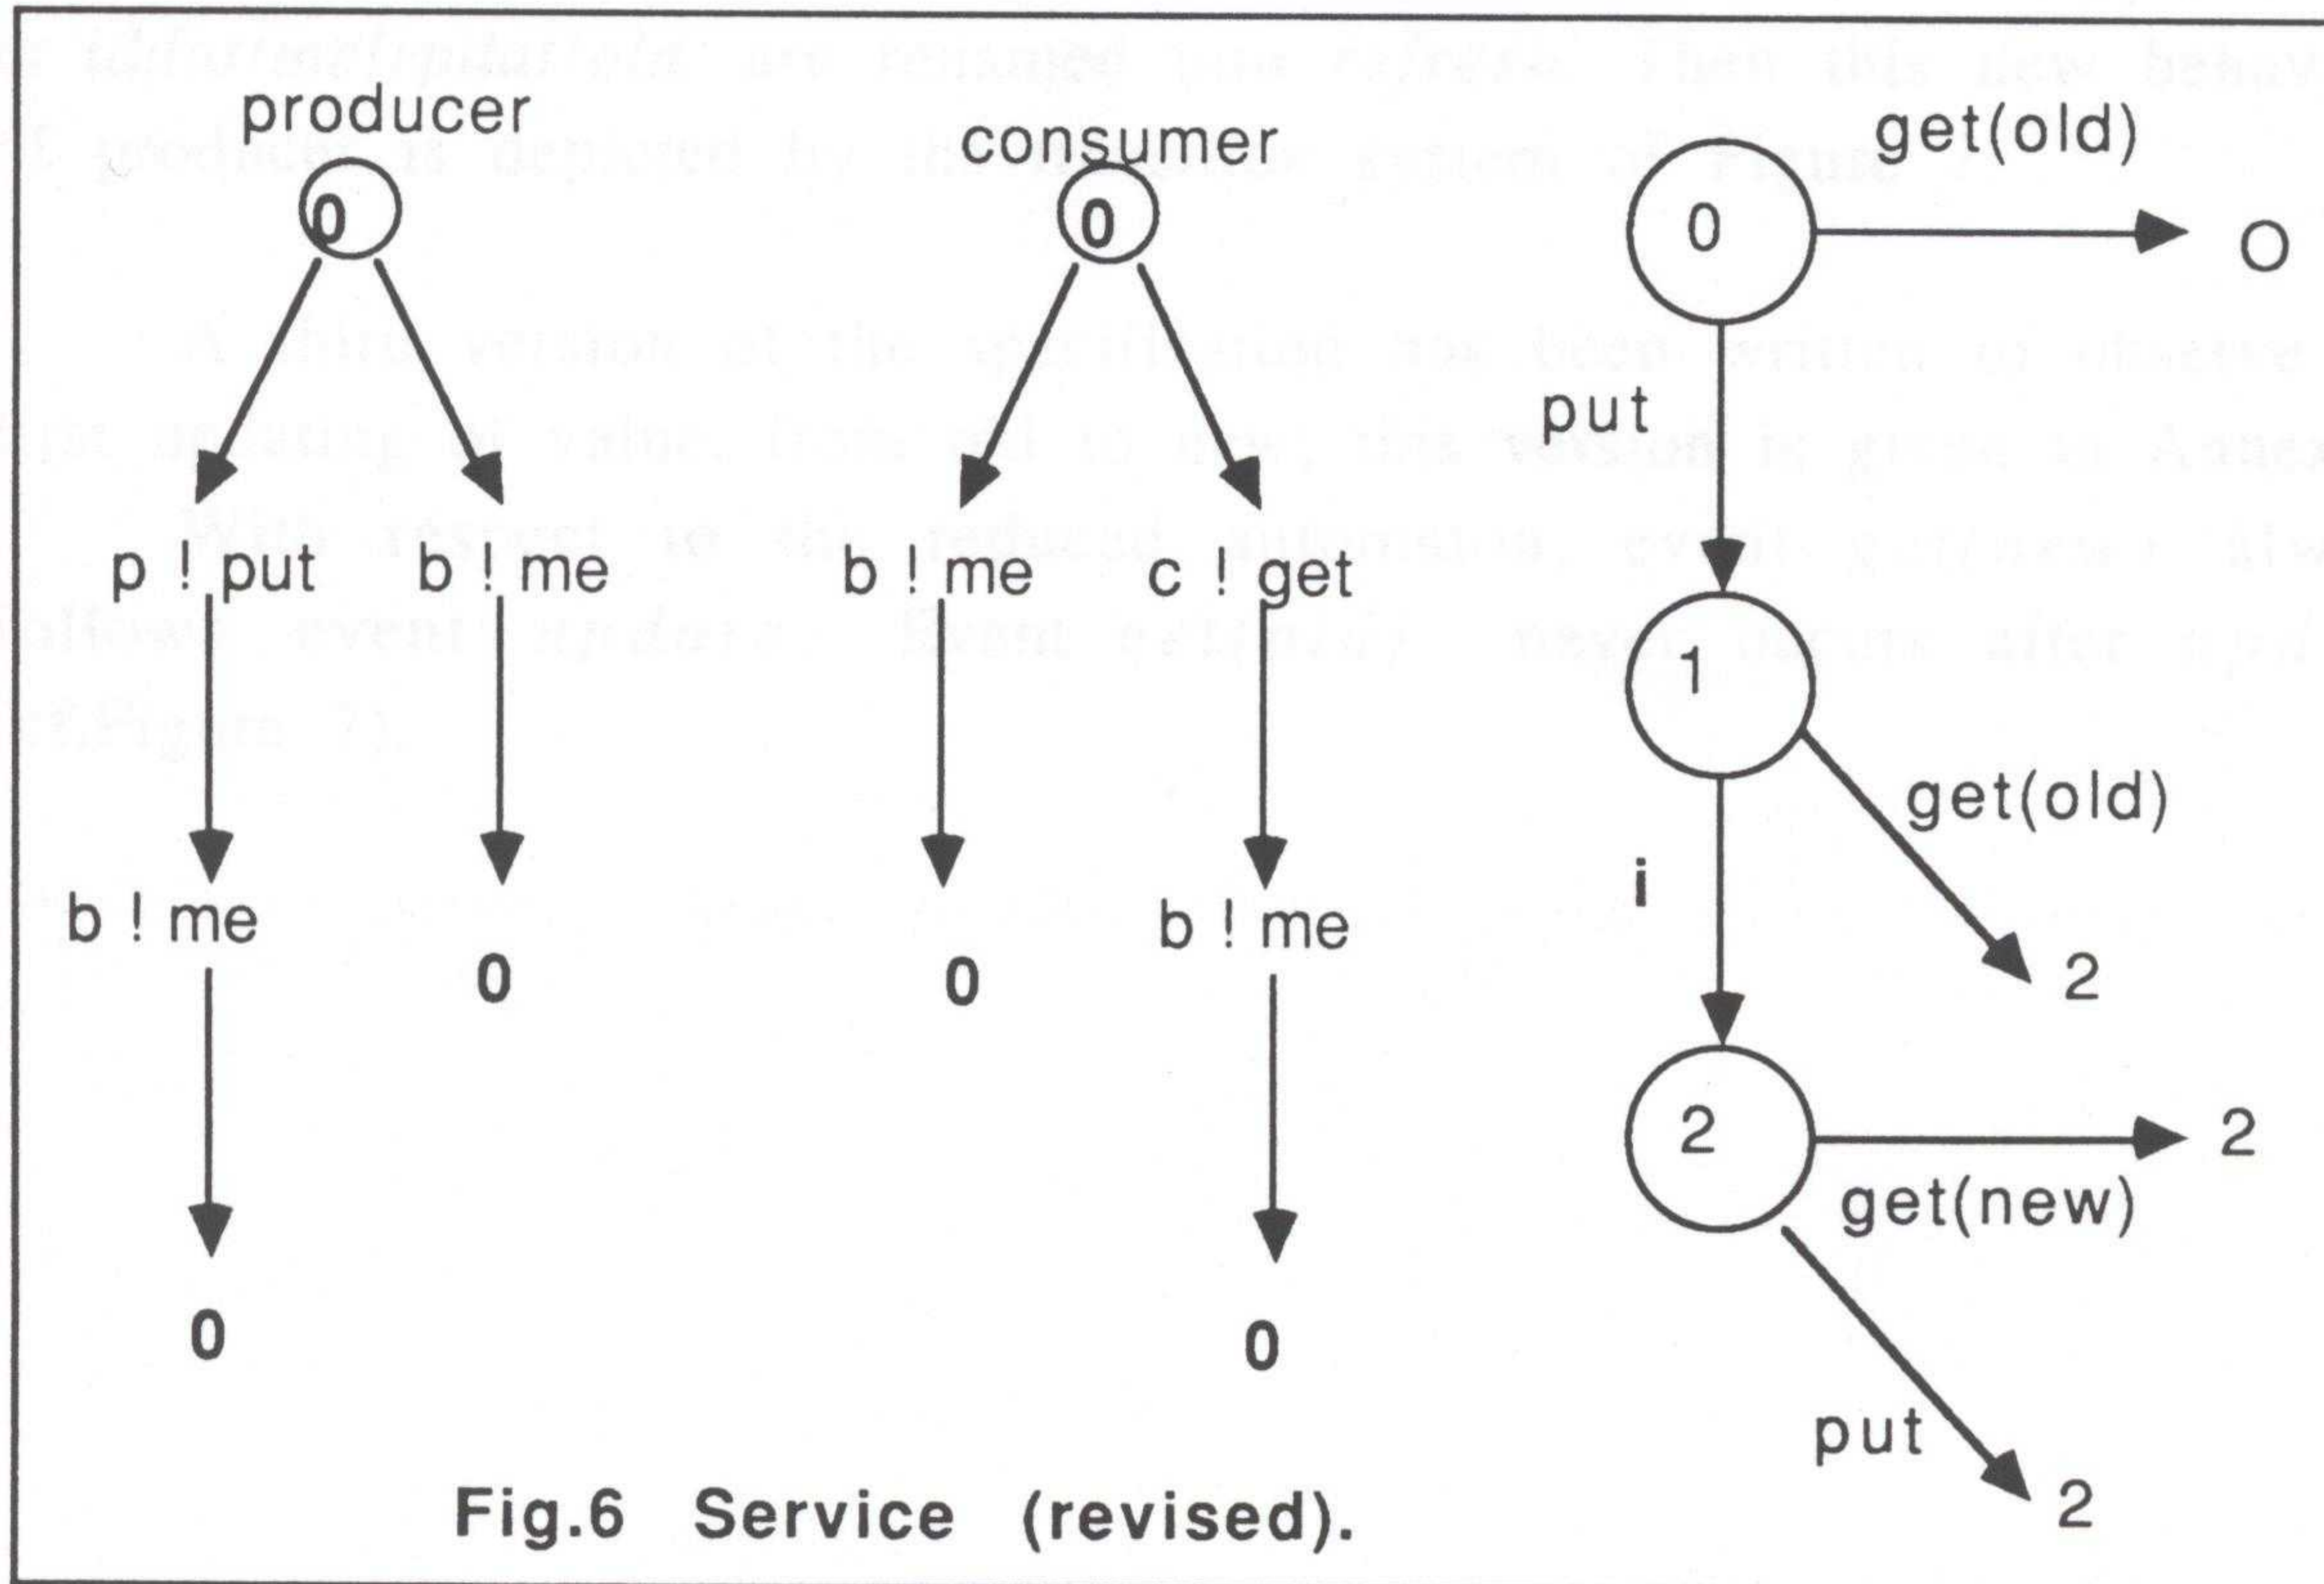 producer
0
p ! put
b ! me
b ! me
0
0
consumer
0
b ! me
c ! get
0
b ! me
0
0
get(old)
O
put
1
get(old)
i
2
2
2
get(new)
put
2
Fig.6 Service (revised).